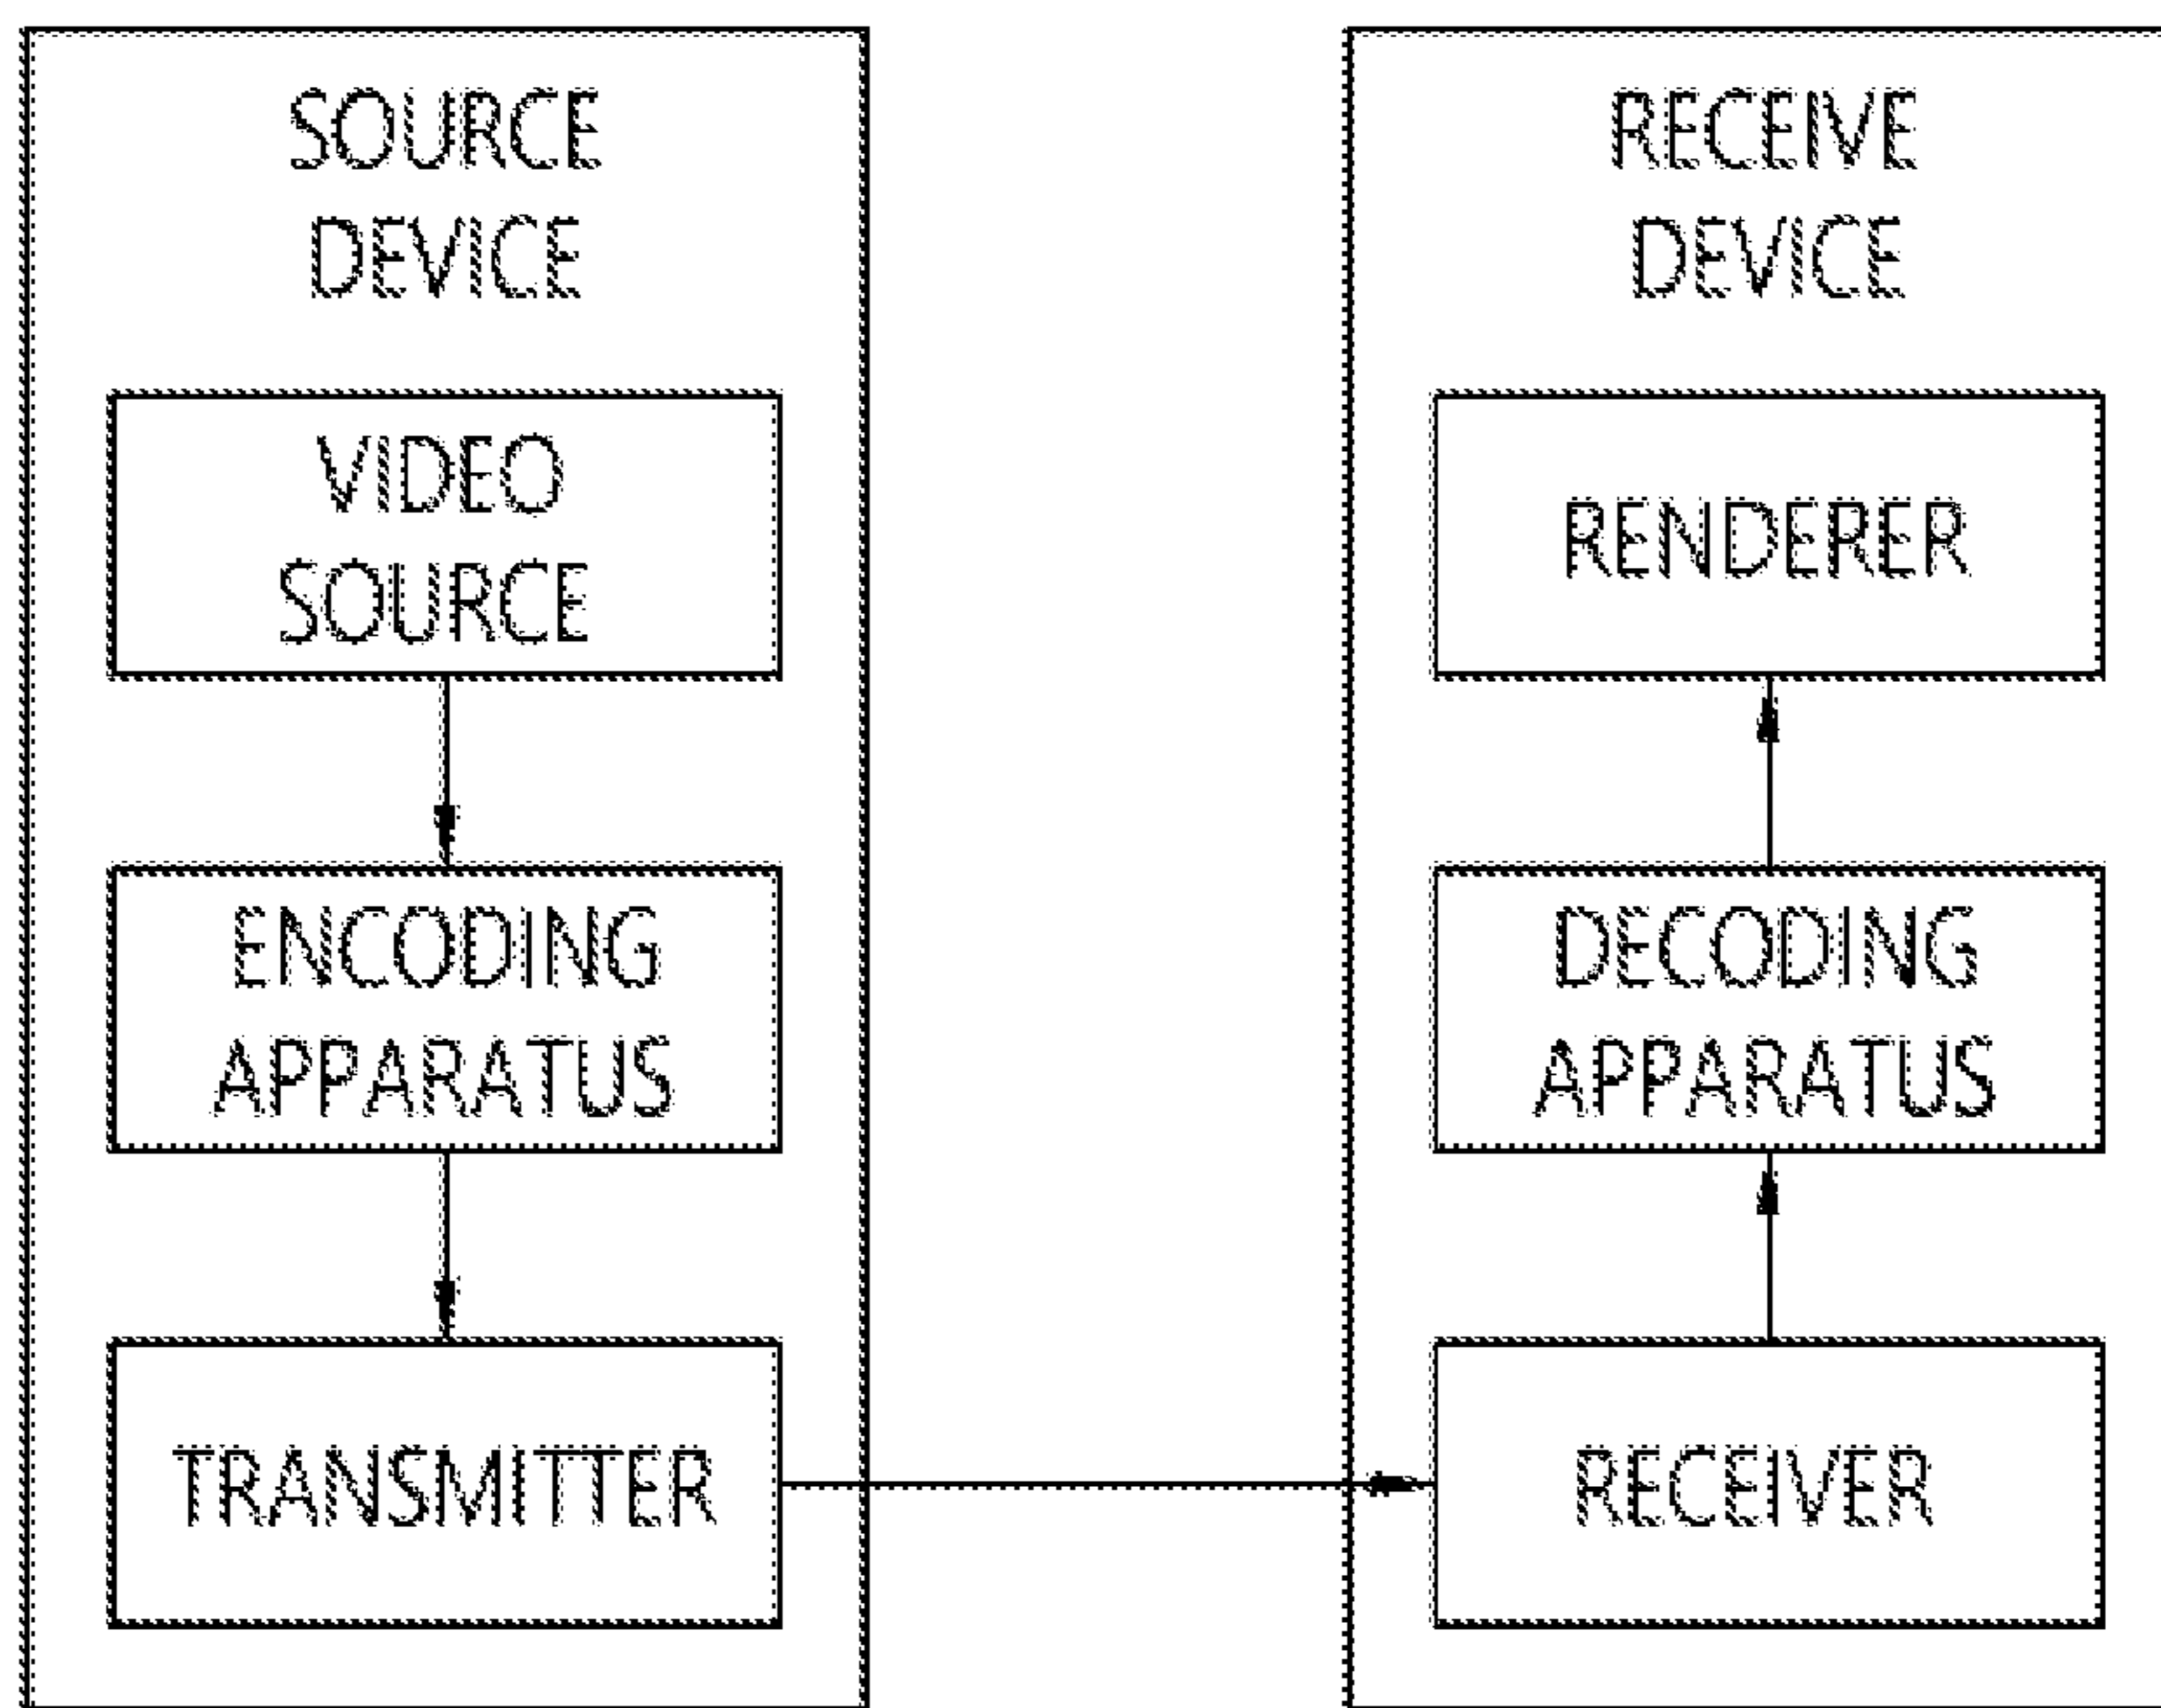 SOURCE
DEVICE
VIDEO
SOURCE
ENCODING
APPARATUS
TRANSMITTER
RECEIVE
DEVICE
RENDERER
DECODING
APPARATUS
RECEIVER